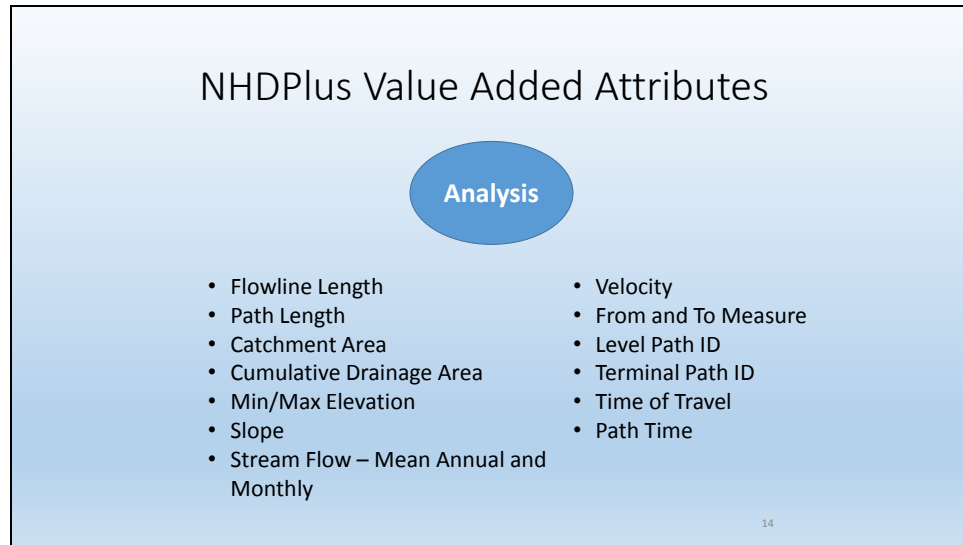 NHDPlus Value Added Attributes
Analysis
• Flowline Length
• Path Length
• Catchment Area
• Cumulative Drainage Area
• Min/Max Elevation
• Slope
• Stream Flow – Mean Annual and
Monthly
• Velocity
• From and To Measure
• Level Path ID
• Terminal Path ID
• Time of Travel
• Path Time
14